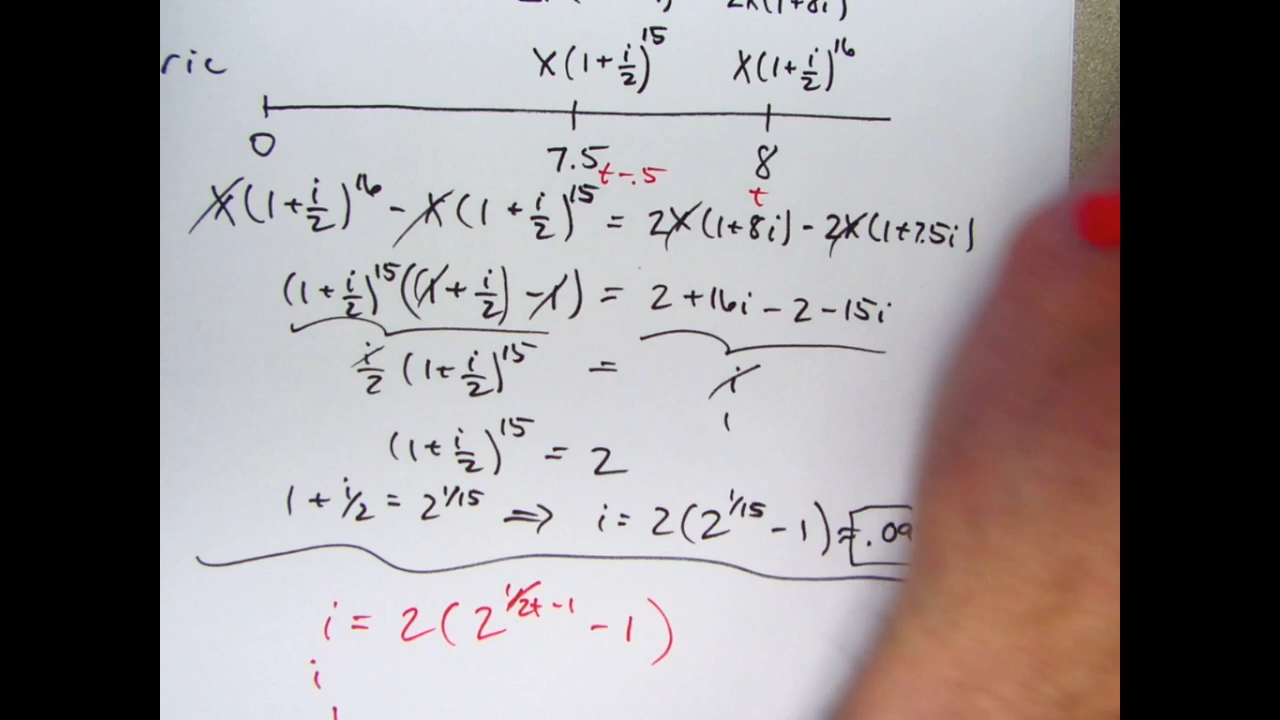 2X(1+8i)
X(1+i/2)^15 X(1+i/2)^16
ric
0 7.5 8
t-.5 t
X(1+i/2)^16 - X(1+i/2)^15 = 2X(1+8i) - 2X(1+7.5i)
(1+i/2)^15((1+i/2)-1) = 2+16i-2-15i
i/2 (1+i/2)^15 = i
1
(1+i/2)^15 = 2
1+i/2 = 2^1/15 ⇒ i = 2(2^1/15 - 1) = .09
i = 2(2^1/2t-1 - 1)
i